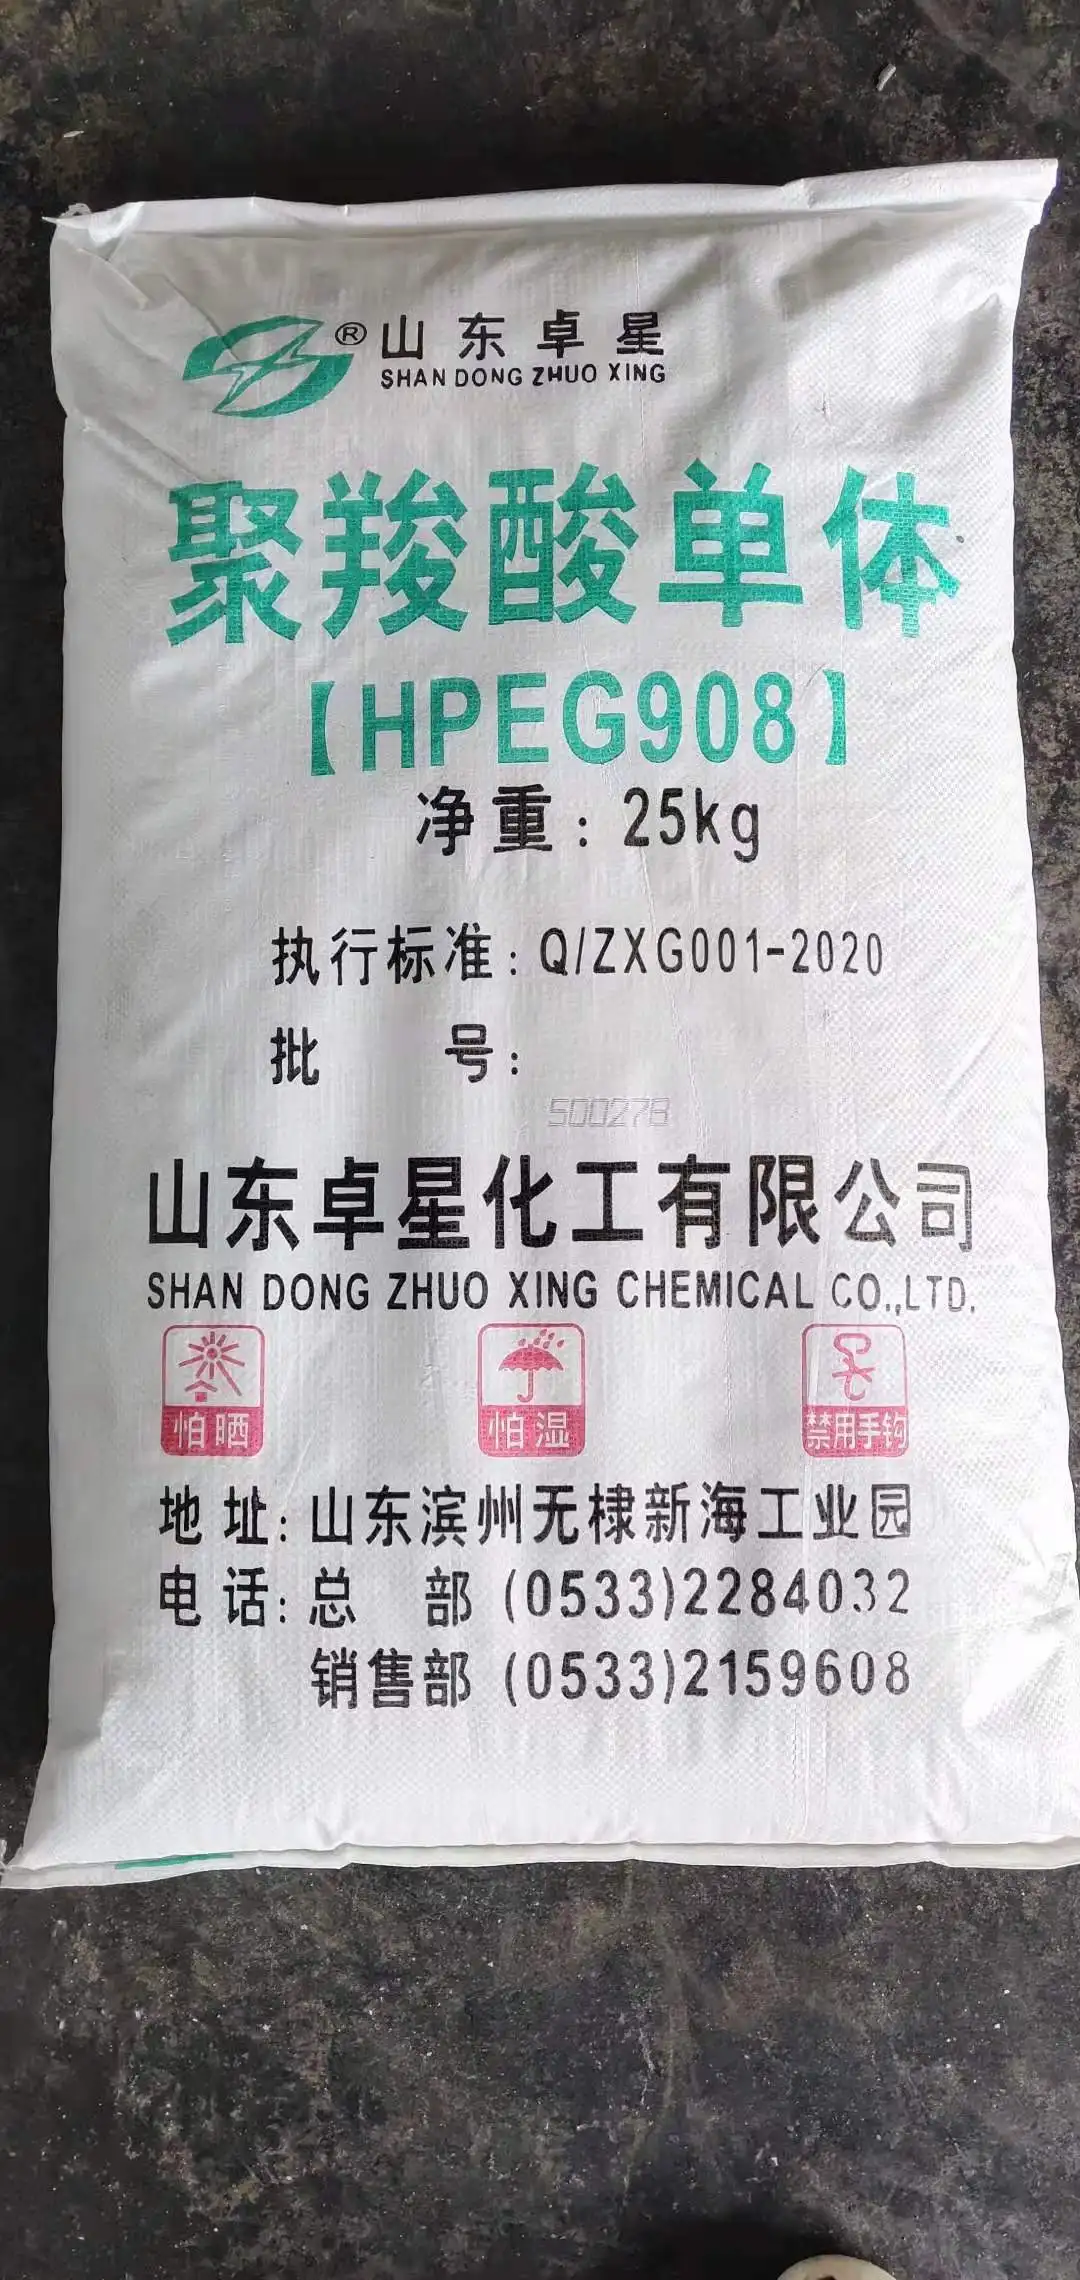 ® 山东卓星
SHAN DONG ZHUO XING
聚羧酸单体
【HPEG908】
净重：25kg
执行标准：Q/ZXG001-2020
批 号：
500278
山东卓星化工有限公司
SHAN DONG ZHUO XING CHEMICAL CO.,LTD.
怕晒 怕湿 禁用手钩
地址：山东滨州无棣新海工业园
电话：总 部 (0533)2284032
销售部 (0533)2159608